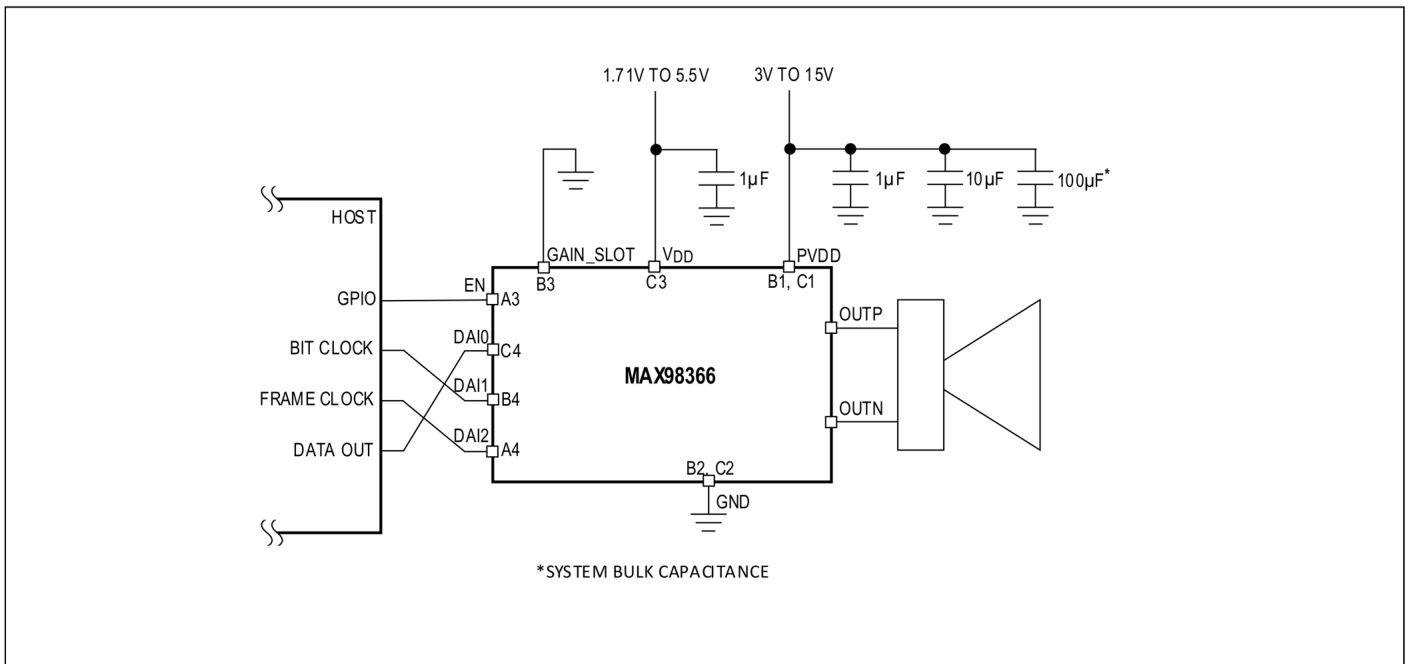 1.71V TO 5.5V
3V TO 15V
1µF
1µF
10µF
100µF*
HOST
GAIN_SLOT
VDD
PVDD
B3
C3
B1, C1
GPIO
EN
A3
BIT CLOCK
DAI0
C4
FRAME CLOCK
DAI1
B4
DATA OUT
DAI2
A4
MAX98366
OUTP
OUTN
B2, C2
GND
*SYSTEM BULK CAPACITANCE